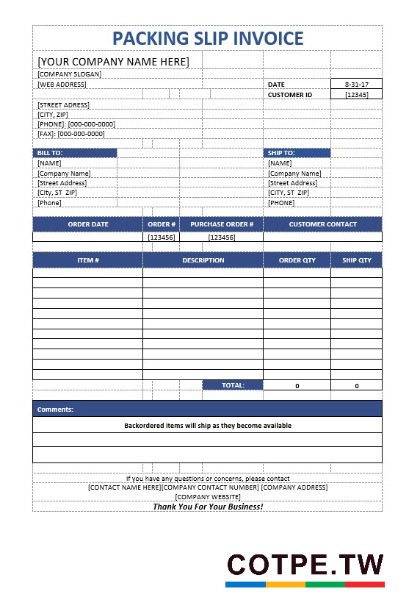 PACKING SLIP INVOICE
[YOUR COMPANY NAME HERE]
[COMPANY SLOGAN]
[WEB ADDRESS] DATE 8-31-17
CUSTOMER ID [12345]
[STREET ADRESS]
[CITY, ZIP]
[PHONE]: [000-000-0000]
[FAX]: [000-000-0000]
BILL TO: SHIP TO:
[NAME] [NAME]
[Company Name] [Company Name]
[Street Address] [Street Address]
[City, ST ZIP] [CITY, ST ZIP]
[Phone] [PHONE]
ORDER DATE ORDER # PURCHASE ORDER # CUSTOMER CONTACT
[123456] [123456]
ITEM # DESCRIPTION ORDER QTY SHIP QTY
TOTAL: 0 0
Comments:
Backordered items will ship as they become available
If you have any questions or concerns, please contact
[CONTACT NAME HERE][COMPANY CONTACT NUMBER] [COMPANY ADDRESS]
[COMPANY WEBSITE]
Thank You For Your Business!
COTPE.TW